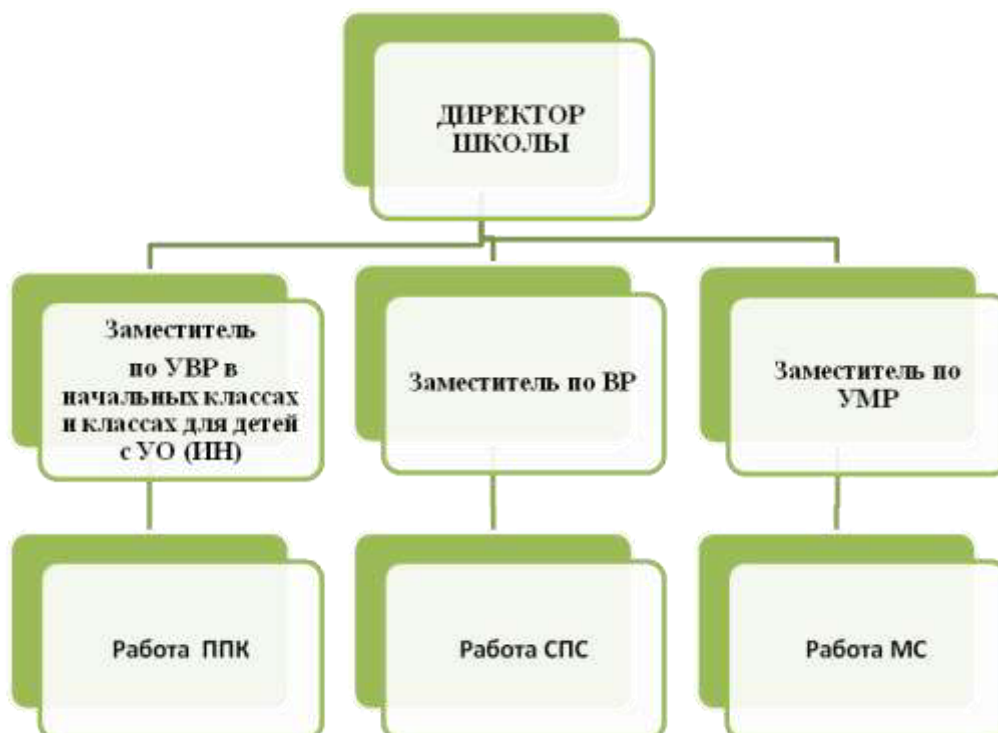 ДИРЕКТОР
ШКОЛЫ
Заместитель
по УВР в
начальных классах
и классах для детей
с УО (ИН)
Заместитель по ВР
Заместитель по
УМР
Работа ППК
Работа СПС
Работа МС